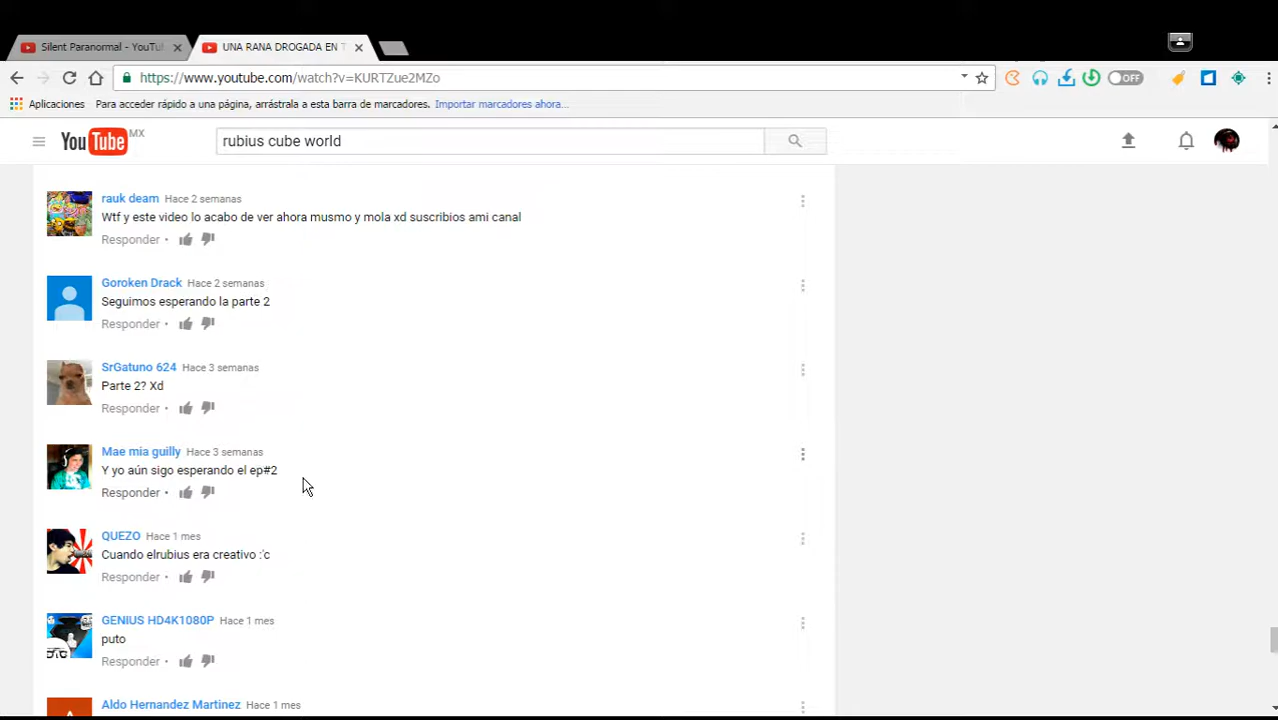 Silent Paranormal - YouTu
UNA RANA DROGADA EN T
https://www.youtube.com/watch?v=KURTZue2MZo
OFF
Aplicaciones Para acceder rápido a una página, arrástrala a esta barra de marcadores. Importar marcadores ahora...
YouTube MX
rubius cube world
rauk deam Hace 2 semanas
Wtf y este video lo acabo de ver ahora musmo y mola xd suscribios ami canal
Responder •
Goroken Drack Hace 2 semanas
Seguimos esperando la parte 2
Responder •
SrGatuno 624 Hace 3 semanas
Parte 2? Xd
Responder •
Mae mia guilly Hace 3 semanas
Y yo aún sigo esperando el ep#2
Responder •
QUEZO Hace 1 mes
Cuando elrubius era creativo :'c
Responder •
GENIUS HD4K1080P Hace 1 mes
puto
Responder •
Aldo Hernandez Martinez Hace 1 mes